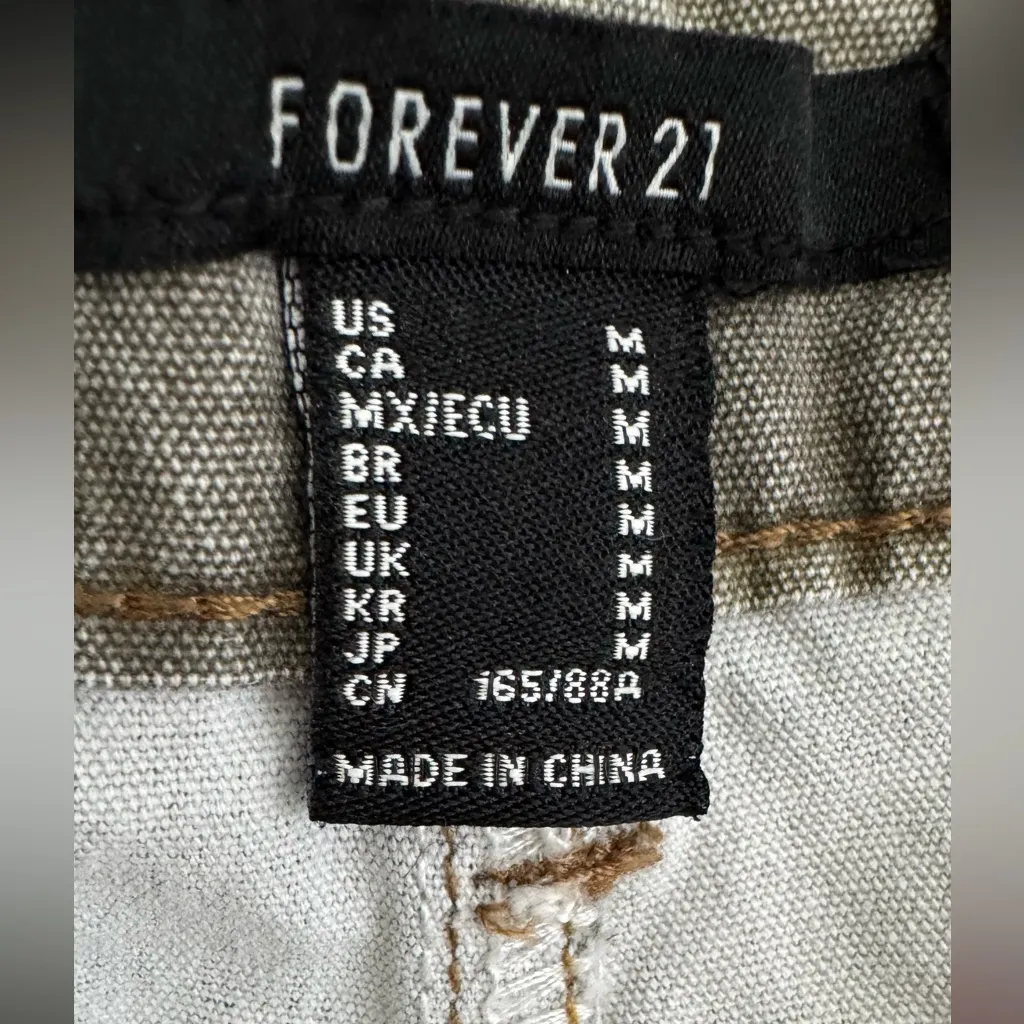 FOREVER 21
US M
CA M
MX/ECU M
BR M
EU M
UK M
KR M
JP M
CN 165/88A
MADE IN CHINA